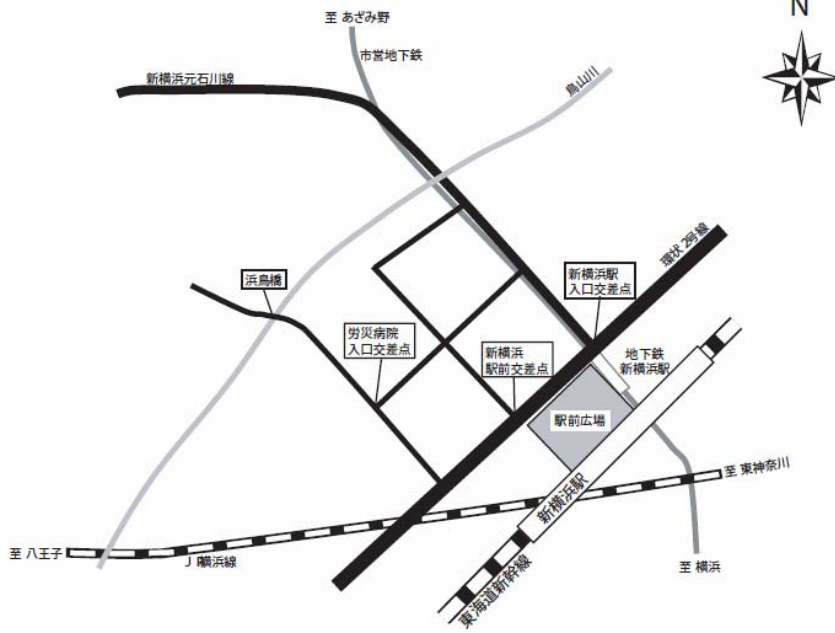 至 あざみ野
N
市営地下鉄
新横浜元石川線
鳥山川
環状 2号線
浜鳥橋
新横浜駅
入口交差点
労災病院
入口交差点
新横浜
駅前交差点
地下鉄
新横浜駅
駅前広場
至 東神奈川
新横浜駅
至 八王子
JR横浜線
至 横浜
東海道新幹線